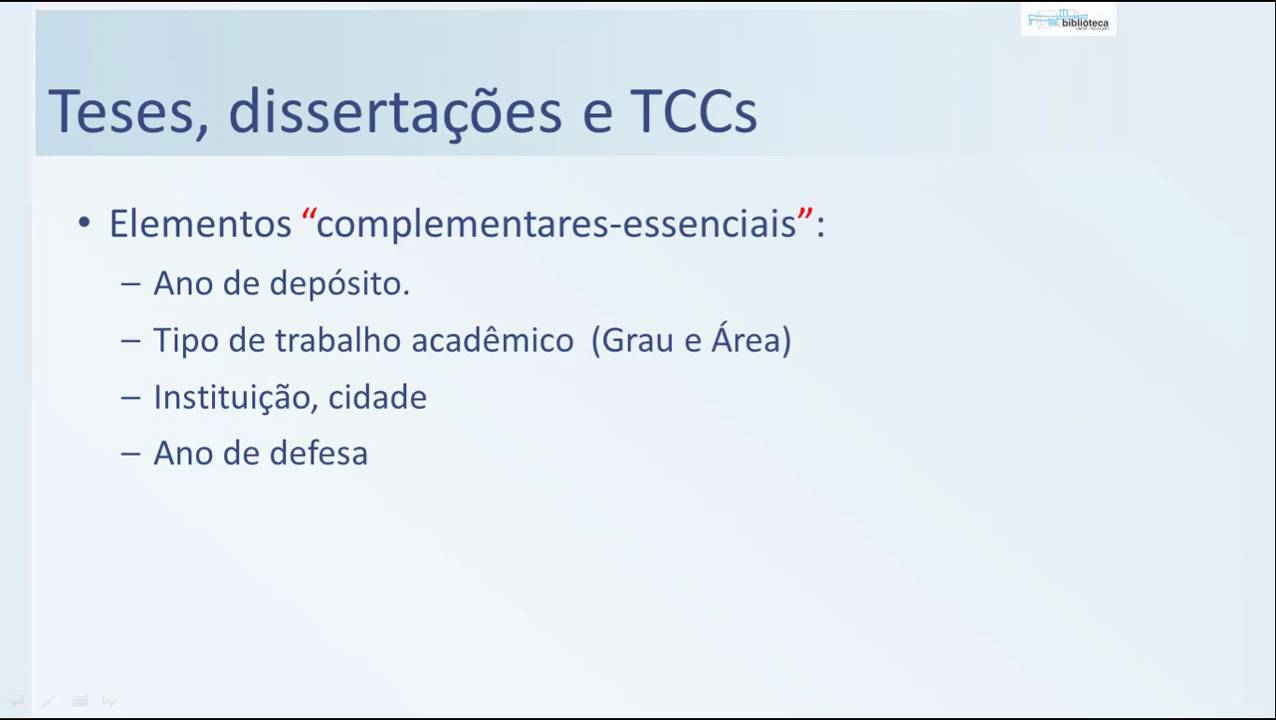 biblioteca
Teses, dissertações e TCCs
• Elementos “complementares-essenciais”:
– Ano de depósito.
– Tipo de trabalho acadêmico (Grau e Área)
– Instituição, cidade
– Ano de defesa